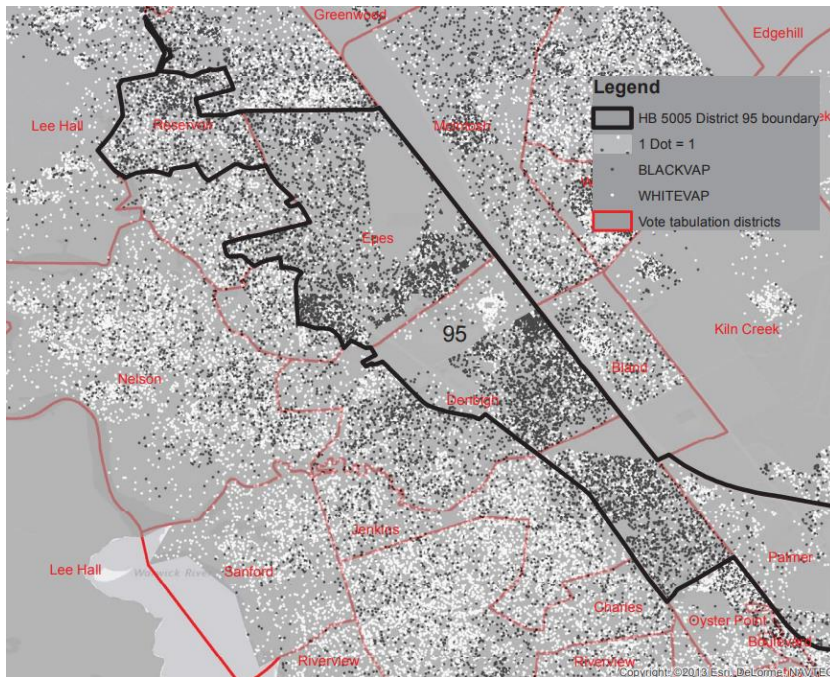 Greenwood
Edgehill
Legend
HB 5005 District 95 boundary
1 Dot = 1
BLACKVAP
WHITEVAP
Vote tabulation districts
Lee Hall
Reservoir
McIntosh
Epes
95
Kiln Creek
Bland
Nelson
Denbigh
Jenkins
Palmer
Lee Hall
Warwick River
Sanford
Charles
Oyster Point
Boulevard
Riverview
Riverview
Copyright: ©2013 Esri, DeLorme, NAVTEQ